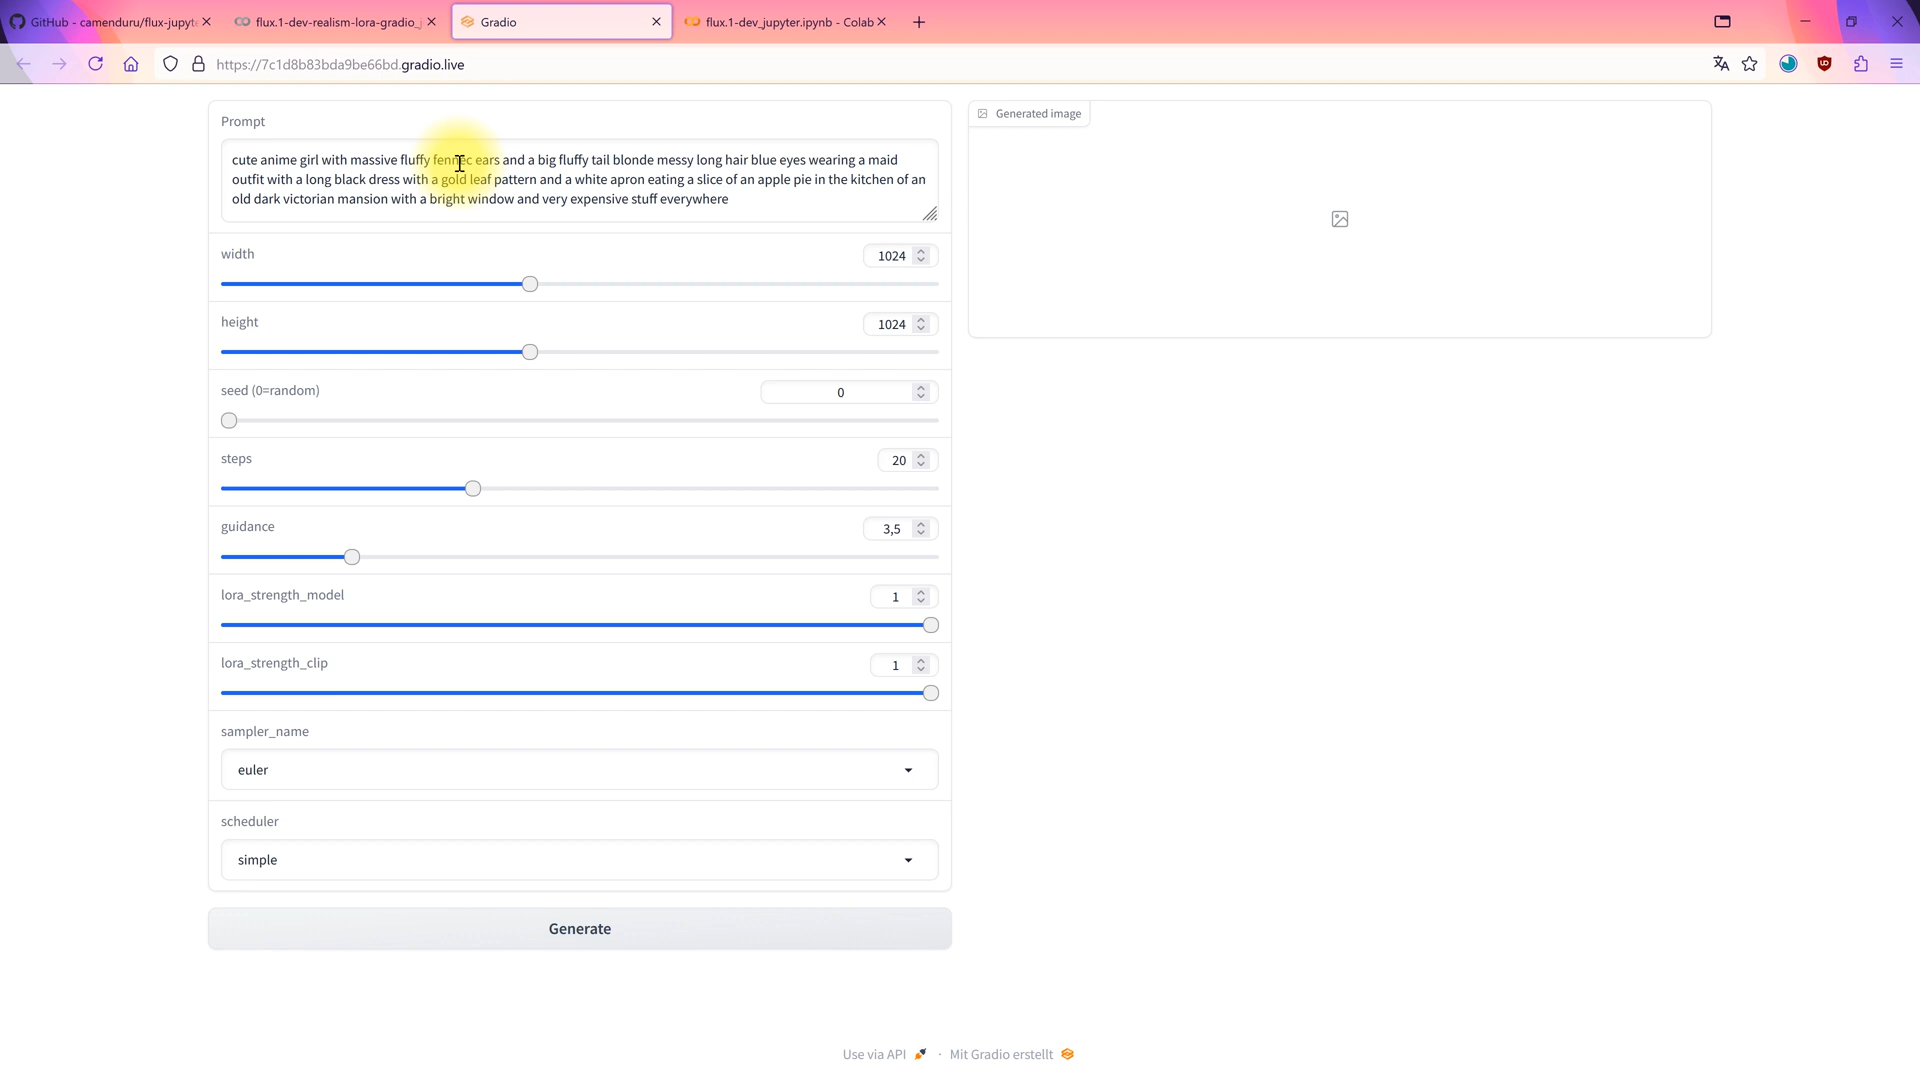 GitHub - camenduru/flux-jupyte
flux.1-dev-realism-lora-gradio_j
Gradio
flux.1-dev_jupyter.ipynb - Colab
https://7c1d8b83bda9be66bd.gradio.live
Prompt
cute anime girl with massive fluffy fennec ears and a big fluffy tail blonde messy long hair blue eyes wearing a maid
outfit with a long black dress with a gold leaf pattern and a white apron eating a slice of an apple pie in the kitchen of an
old dark victorian mansion with a bright window and very expensive stuff everywhere
width
1024
height
1024
seed (0=random)
0
steps
20
guidance
3,5
lora_strength_model
1
lora_strength_clip
1
sampler_name
euler
scheduler
simple
Generate
Generated image
Use via API · Mit Gradio erstellt